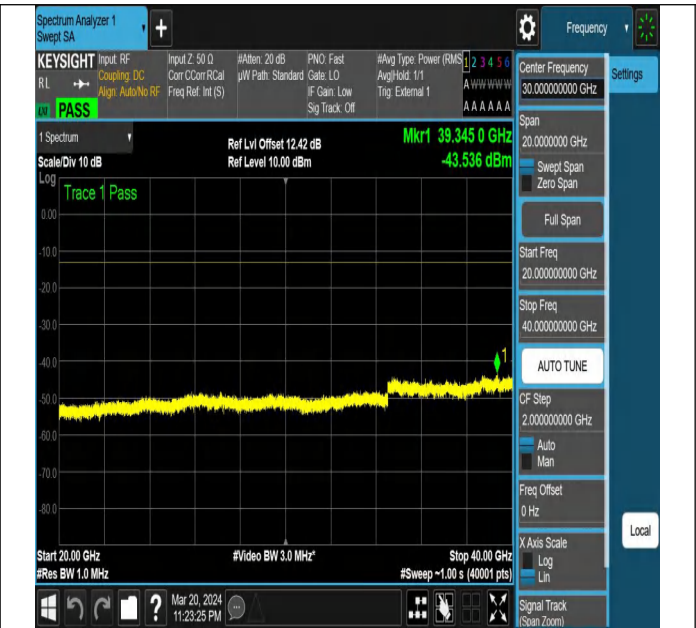 Spectrum Analyzer 1
Swept SA
+
Frequency
KEYSIGHT
RL
PASS
Input: RF
Coupling: DC
Align: Auto/No RF
Input Z: 50 Ω
Corr CCorr RCal
Freq Ref: Int (S)
#Atten: 20 dB
µW Path: Standard
PNO: Fast
Gate: LO
IF Gain: Low
Sig Track: Off
#Avg Type: Power (RMS)
Avg|Hold: 1/1
Trig: External 1
1 2 3 4 5 6
A W W W W W
A A A A A A
Center Frequency
30.000000000 GHz
Settings
1 Spectrum
Scale/Div 10 dB
Ref Lvl Offset 12.42 dB
Ref Level 10.00 dBm
Mkr1 39.345 0 GHz
-43.536 dBm
Span
20.0000000 GHz
Swept Span
Zero Span
Full Span
Start Freq
20.000000000 GHz
Stop Freq
40.000000000 GHz
AUTO TUNE
CF Step
2.000000000 GHz
Auto
Man
Freq Offset
0 Hz
X Axis Scale
Log
Lin
Signal Track
(Span Zoom)
Local
Log
Trace 1 Pass
0.00
-10.0
-20.0
-30.0
-40.0
-50.0
-60.0
-70.0
-80.0
1
Start 20.00 GHz
#Res BW 1.0 MHz
#Video BW 3.0 MHz*
Stop 40.00 GHz
#Sweep ~1.00 s (40001 pts)
?
Mar 20, 2024
11:23:25 PM